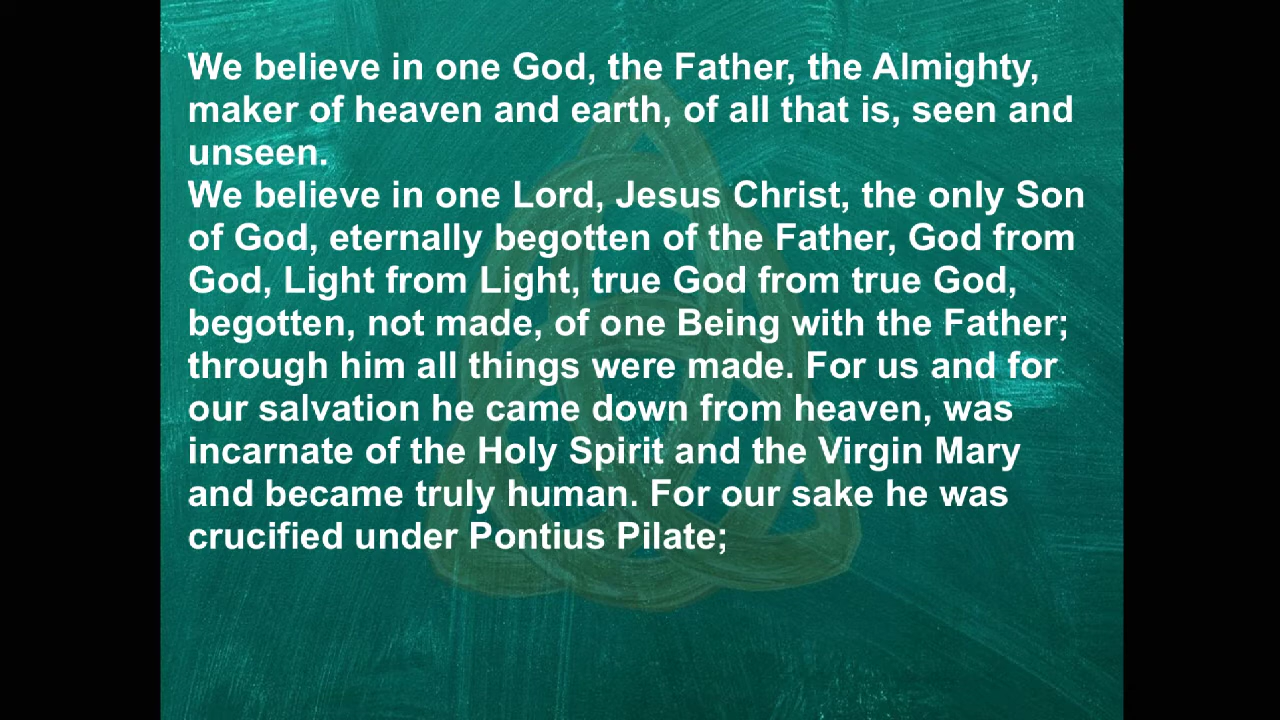 We believe in one God, the Father, the Almighty,
maker of heaven and earth, of all that is, seen and
unseen.
We believe in one Lord, Jesus Christ, the only Son
of God, eternally begotten of the Father, God from
God, Light from Light, true God from true God,
begotten, not made, of one Being with the Father;
through him all things were made. For us and for
our salvation he came down from heaven, was
incarnate of the Holy Spirit and the Virgin Mary
and became truly human. For our sake he was
crucified under Pontius Pilate;